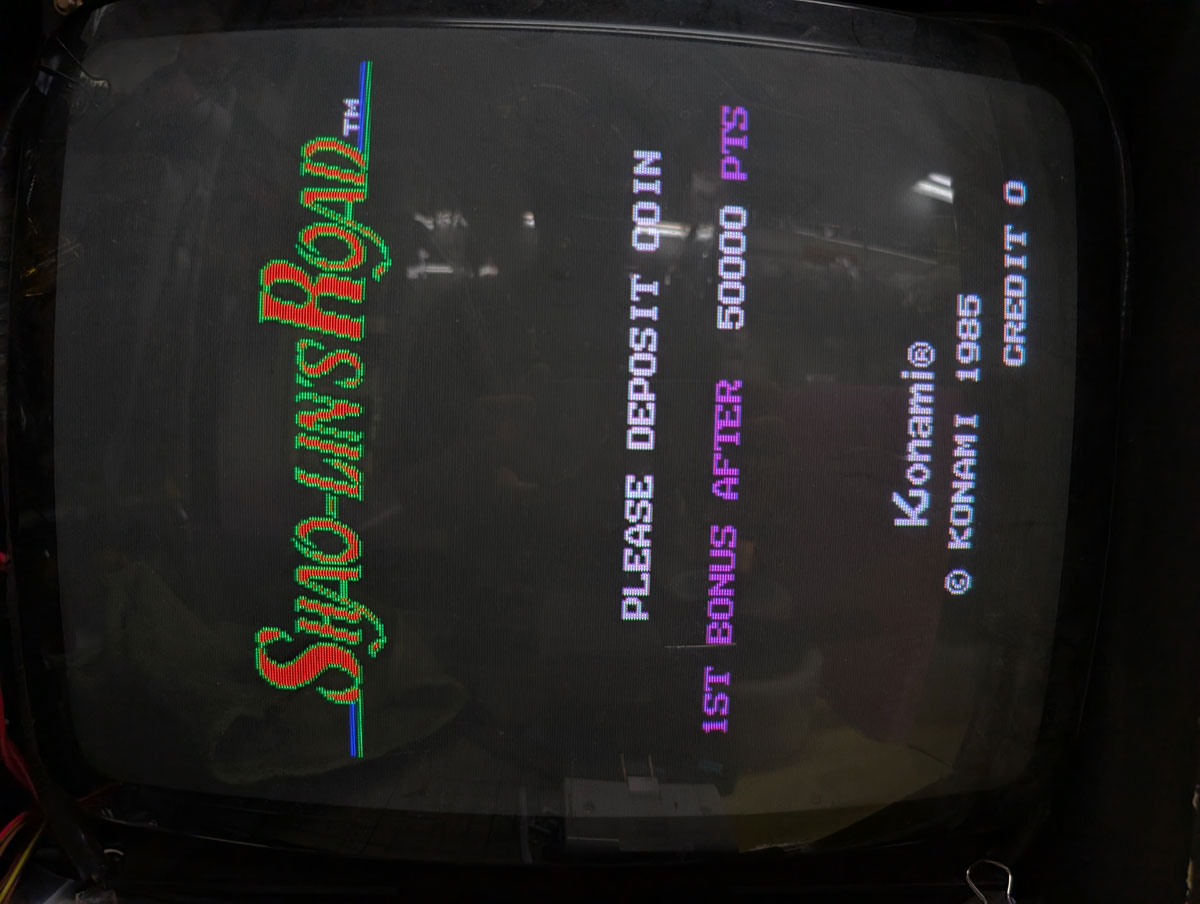 SHAO-LIN'S ROAD™
PLEASE DEPOSIT COIN
1ST BONUS AFTER 50000 PTS
Konami®
© KONAMI 1985
CREDIT 0